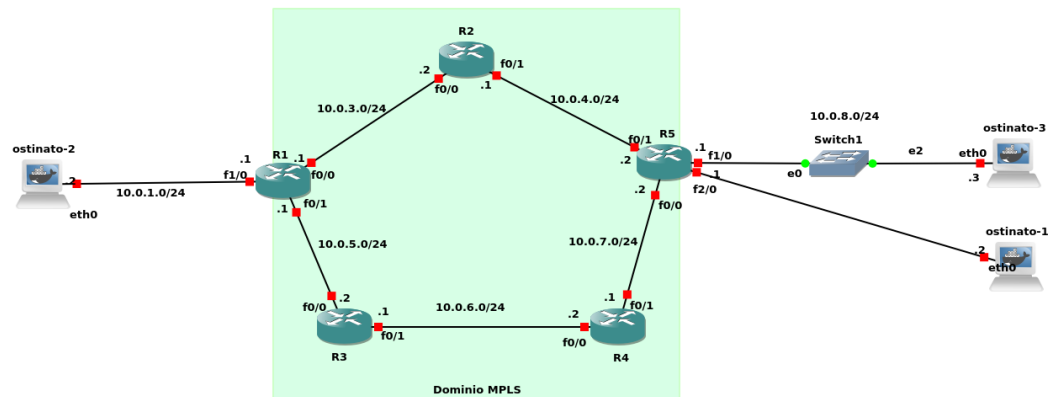 R2
.2
f0/0
f0/1
.1
10.0.3.0/24
10.0.4.0/24
10.0.8.0/24
Switch1
ostinato-3
e0
e2
eth0
.3
ostinato-2
.2
eth0
10.0.1.0/24
.1
f1/0
R1
.1
f0/0
f0/1
.1
f0/1
R5
.2
.1
f1/0
.1
f2/0
.2
f0/0
ostinato-1
.2
eth0
10.0.5.0/24
10.0.7.0/24
f0/0
.2
R3
.1
f0/1
10.0.6.0/24
.2
f0/0
.1
f0/1
R4
Dominio MPLS